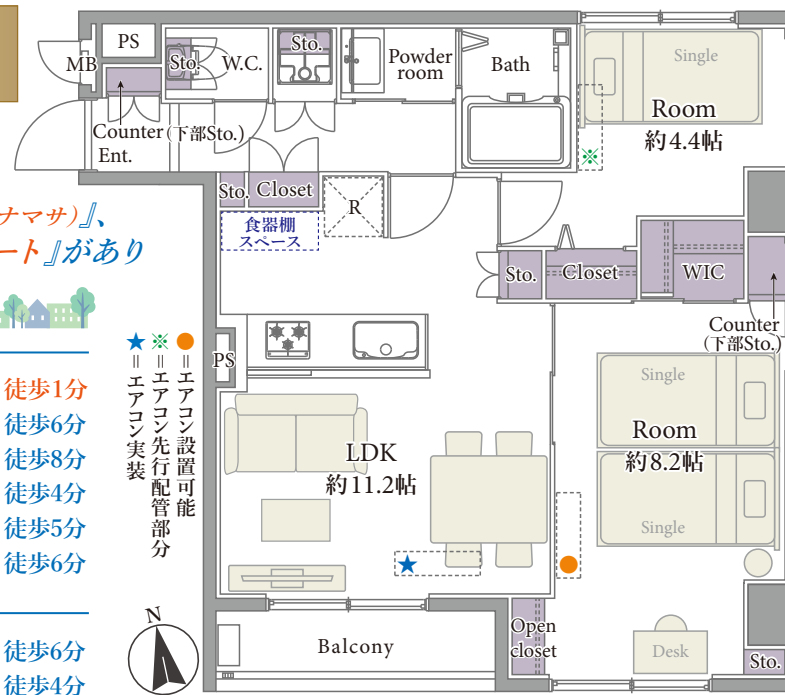 PS
MB
Sto.
W.C.
Sto.
Powder
room
Bath
Single
Room
約4.4帖
※
Counter(下部Sto.)
Ent.
ナマサ)』、
ート』があり
Sto.
Closet
R
食器棚
スペース
Sto.
Closet
WIC
Counter
(下部Sto.)
PS
★=エアコン実装
※=エアコン先行配管部分
●=エアコン設置可能
徒歩1分
徒歩6分
徒歩8分
徒歩4分
徒歩5分
徒歩6分
徒歩6分
徒歩4分
LDK
約11.2帖
★
Single
Room
約8.2帖
Single
●
N
Balcony
Open
closet
Desk
Sto.